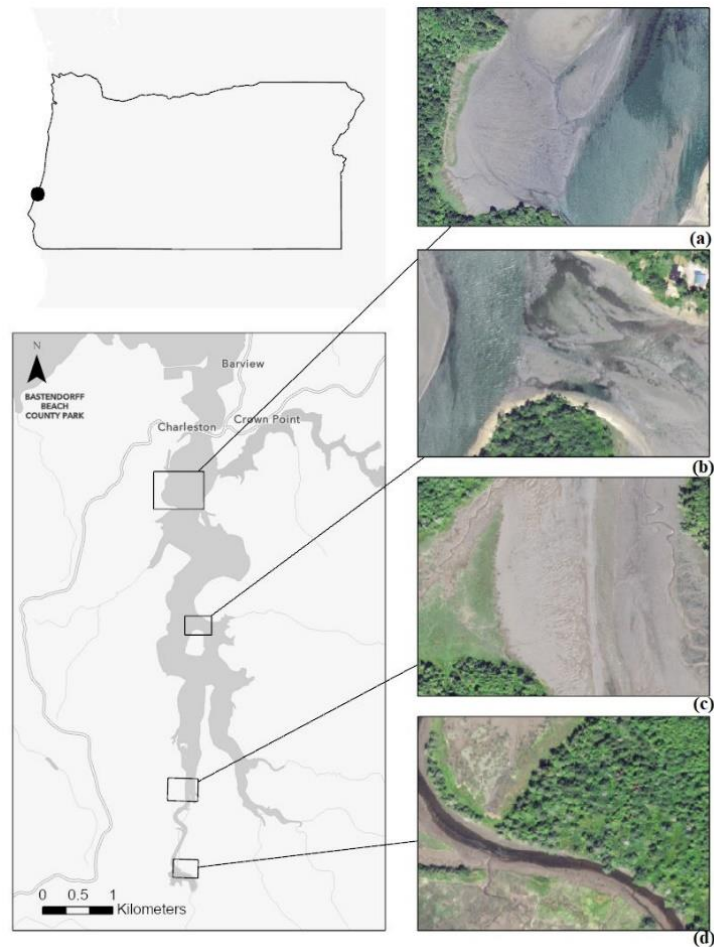 (a)
N
Barview
BASTENDORFF
BEACH
COUNTY PARK
Charleston
Crown Point
(b)
(c)
(d)
0 0.5 1
Kilometers